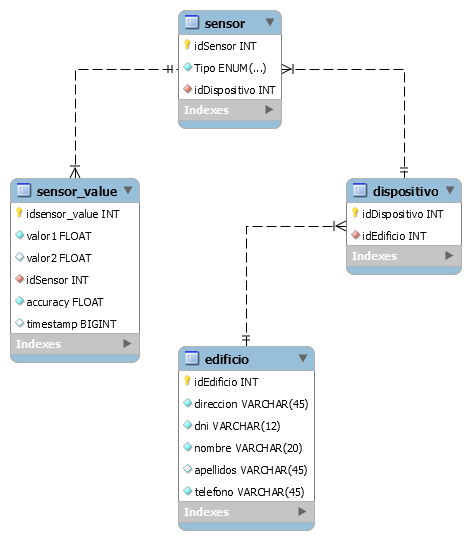 sensor
idSensor INT
Tipo ENUM(...)
idDispositivo INT
Indexes
sensor_value
idsensor_value INT
valor1 FLOAT
valor2 FLOAT
idSensor INT
accuracy FLOAT
timestamp BIGINT
Indexes
dispositivo
idDispositivo INT
idEdificio INT
Indexes
edificio
idEdificio INT
direccion VARCHAR(45)
dni VARCHAR(12)
nombre VARCHAR(20)
apellidos VARCHAR(45)
telefono VARCHAR(45)
Indexes